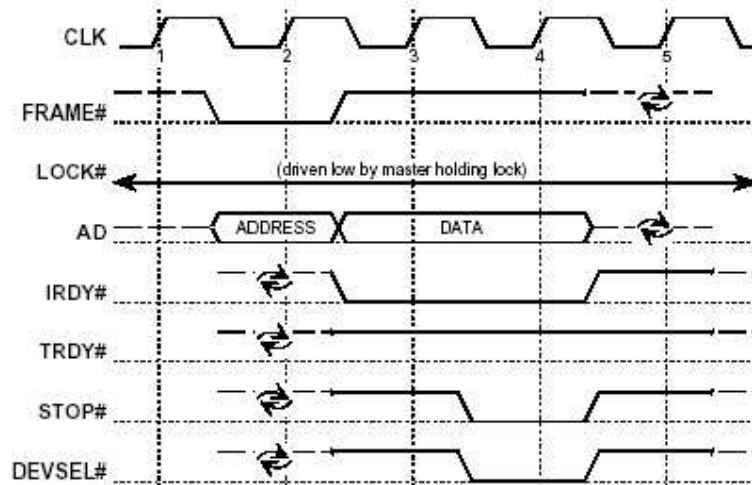 CLK
1 2 3 4 5
FRAME#
LOCK# (driven low by master holding lock)
AD ADDRESS DATA
IRDY#
TRDY#
STOP#
DEVSEL#